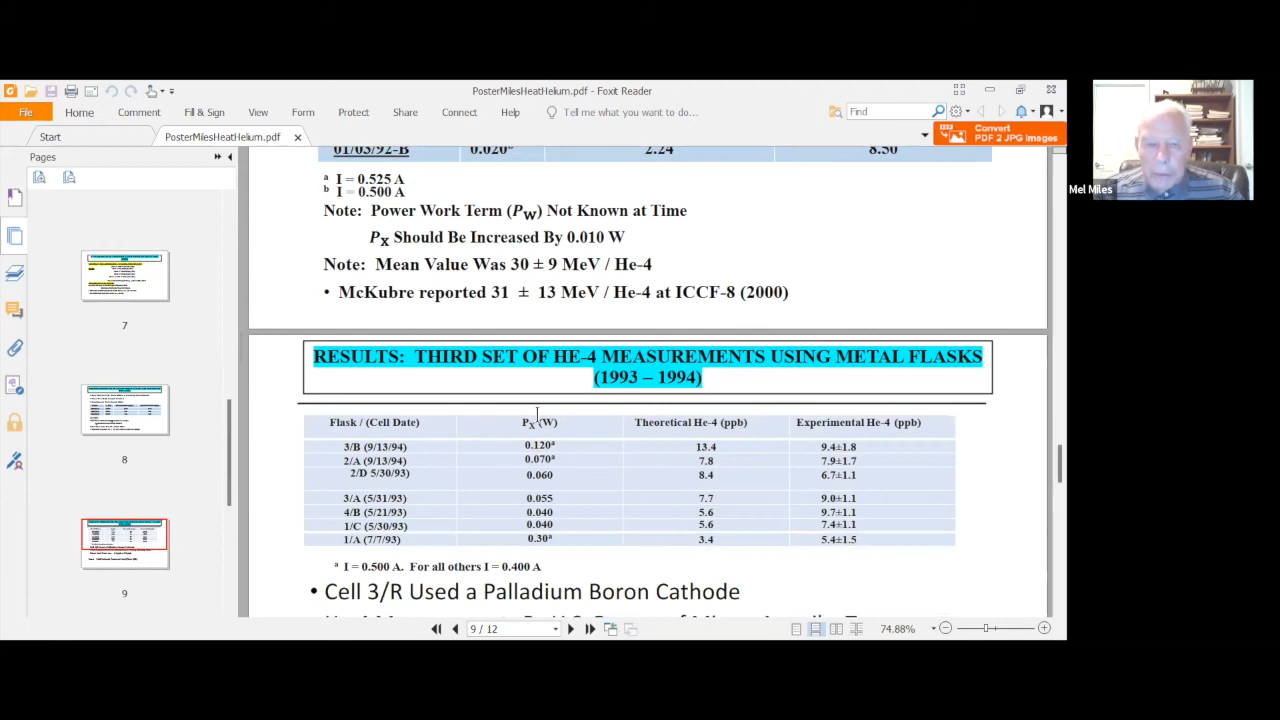 PosterMilesHeatHelium.pdf - Foxit Reader
File Home Comment Fill & Sign View Form Protect Share Connect Help Tell me what you want to do... Find
Start PosterMilesHeatHelium.pdf Convert PDF 2 JPG Images
Pages
7
8
9
01/03/92-B 0.020ᵃ 2.24 8.50
ᵃ I = 0.525 A
ᵇ I = 0.500 A
Note: Power Work Term (Pw) Not Known at Time
Px Should Be Increased By 0.010 W
Note: Mean Value Was 30 ± 9 MeV / He-4
• McKubre reported 31 ± 13 MeV / He-4 at ICCF-8 (2000)
RESULTS: THIRD SET OF HE-4 MEASUREMENTS USING METAL FLASKS
(1993 – 1994)
Flask / (Cell Date) Px (W) Theoretical He-4 (ppb) Experimental He-4 (ppb)
3/B (9/13/94) 0.120ᵃ 13.4 9.4±1.8
2/A (9/13/94) 0.070ᵃ 7.8 7.9±1.7
2/D 5/30/93) 0.060 8.4 6.7±1.1
3/A (5/31/93) 0.055 7.7 9.0±1.1
4/B (5/21/93) 0.040 5.6 9.7±1.1
1/C (5/30/93) 0.040 5.6 7.4±1.1
1/A (7/7/93) 0.30ᵃ 3.4 5.4±1.5
ᵃ I = 0.500 A. For all others I = 0.400 A
• Cell 3/R Used a Palladium Boron Cathode
9 / 12 74.88%
Mel Miles